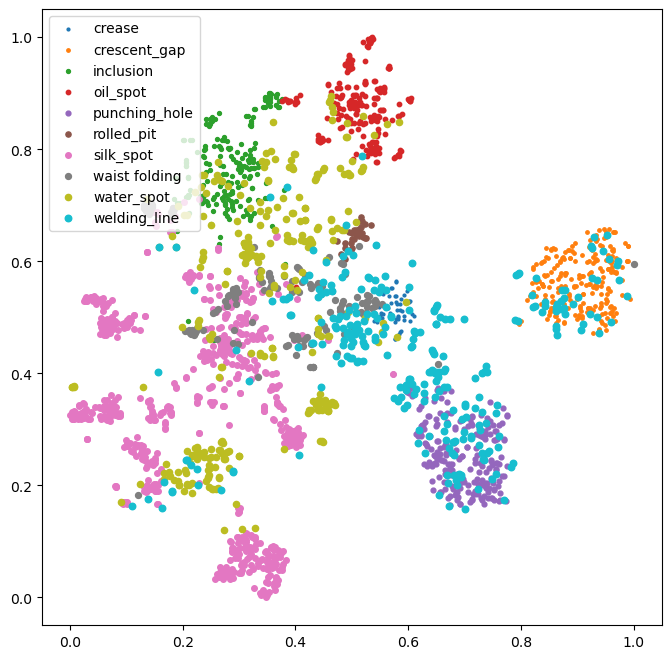 crease
crescent_gap
inclusion
oil_spot
punching_hole
rolled_pit
silk_spot
waist folding
water_spot
welding_line
1.0
0.8
0.6
0.4
0.2
0.0
0.0 0.2 0.4 0.6 0.8 1.0